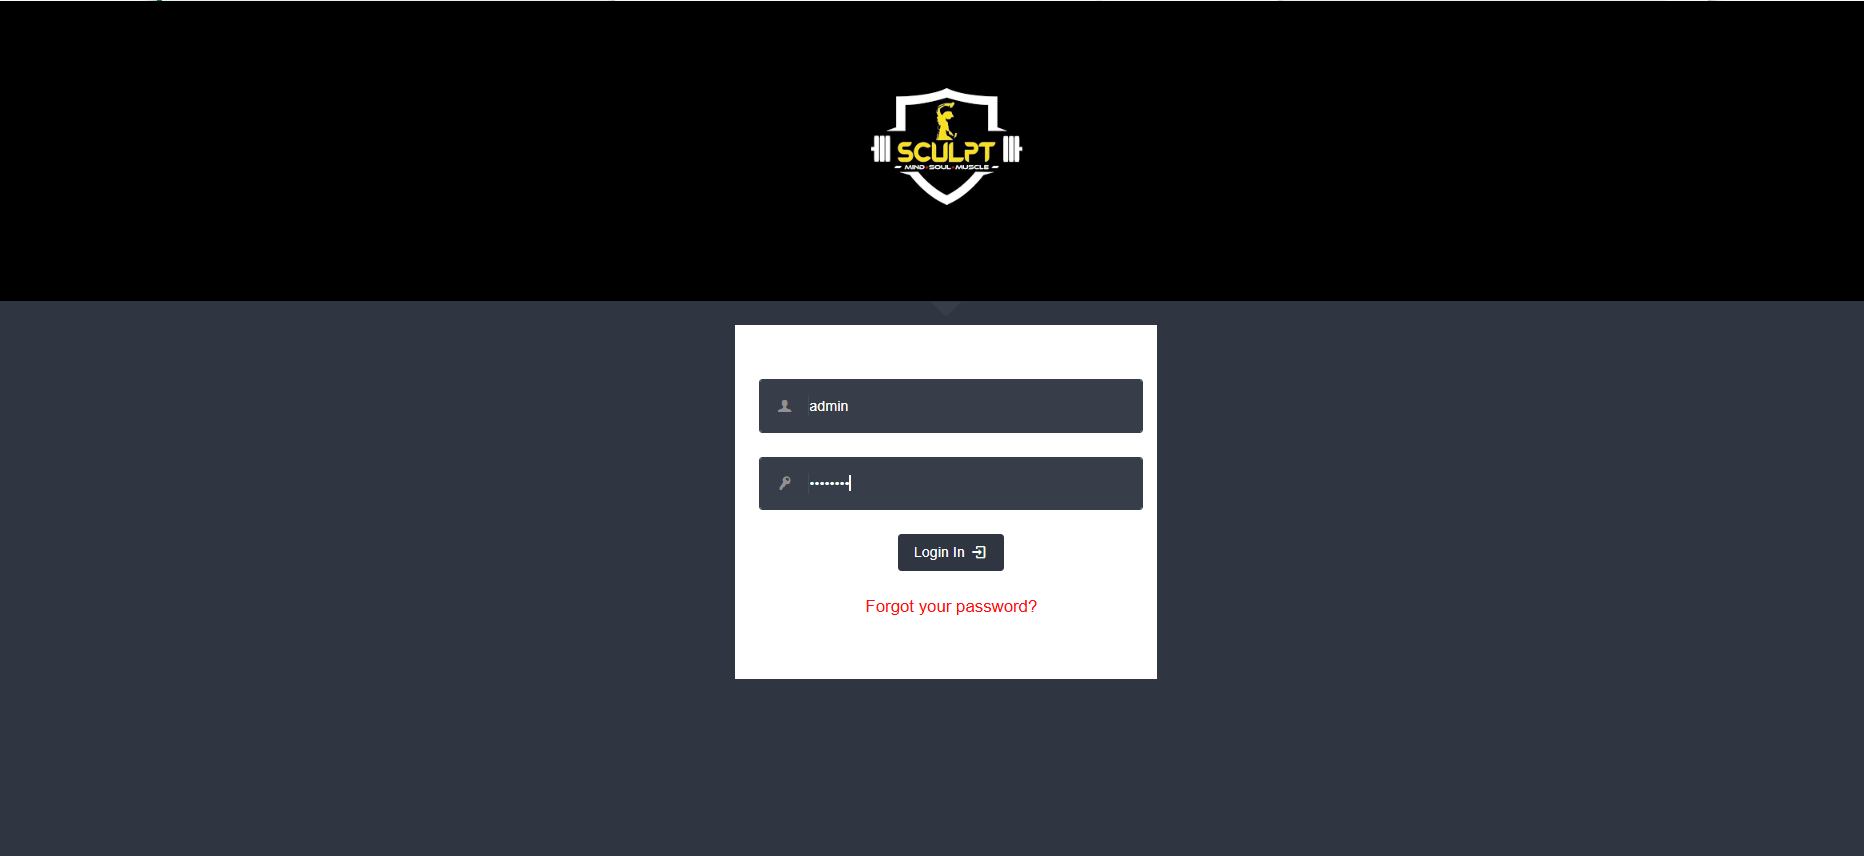 SCULPT
MIND SOUL MUSCLE
admin
••••••••
Login In
Forgot your password?